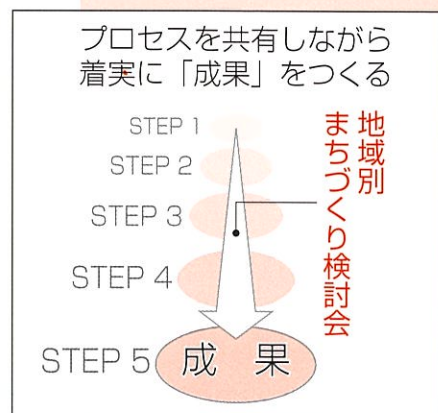 プロセスを共有しながら
着実に「成果」をつくる
STEP 1
STEP 2
STEP 3
STEP 4
STEP 5
成 果
地域別
まちづくり検討会